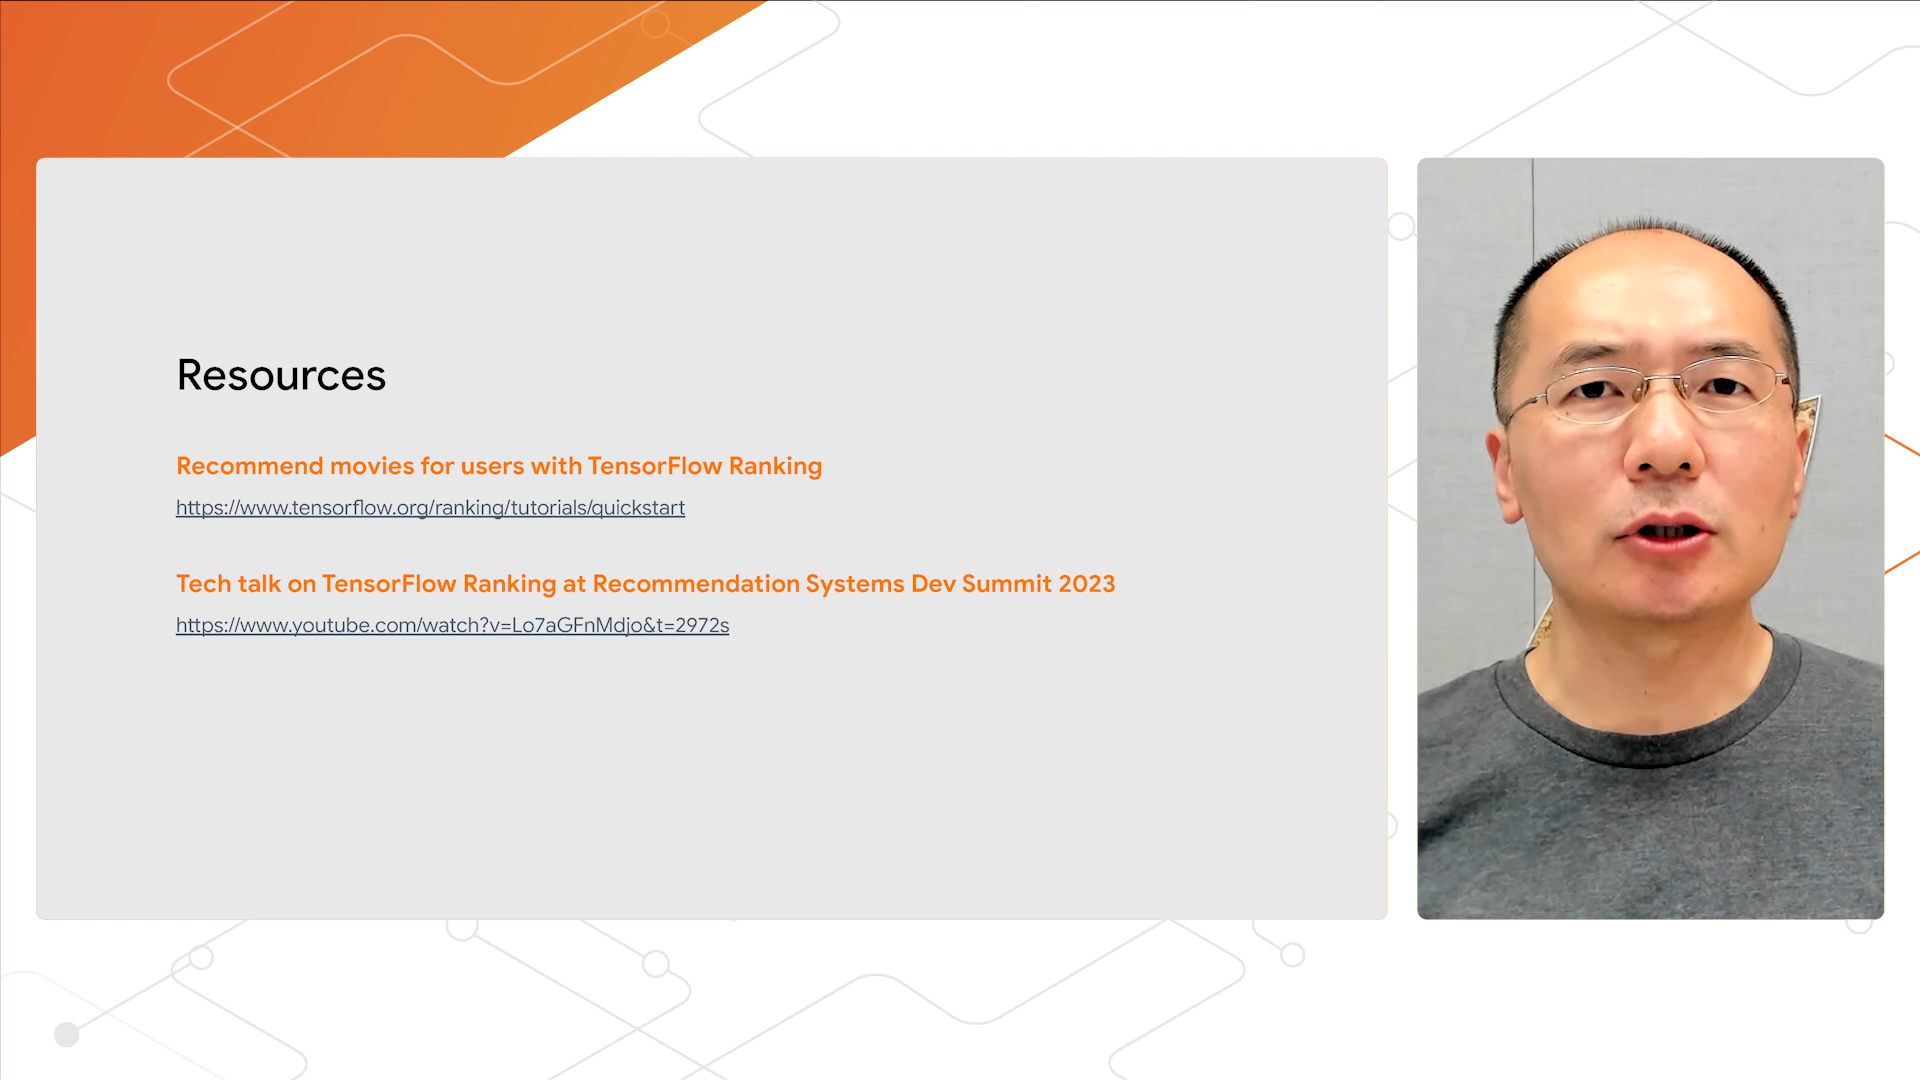 Resources
Recommend movies for users with TensorFlow Ranking
https://www.tensorflow.org/ranking/tutorials/quickstart
Tech talk on TensorFlow Ranking at Recommendation Systems Dev Summit 2023
https://www.youtube.com/watch?v=Lo7aGFnMdjo&t=2972s